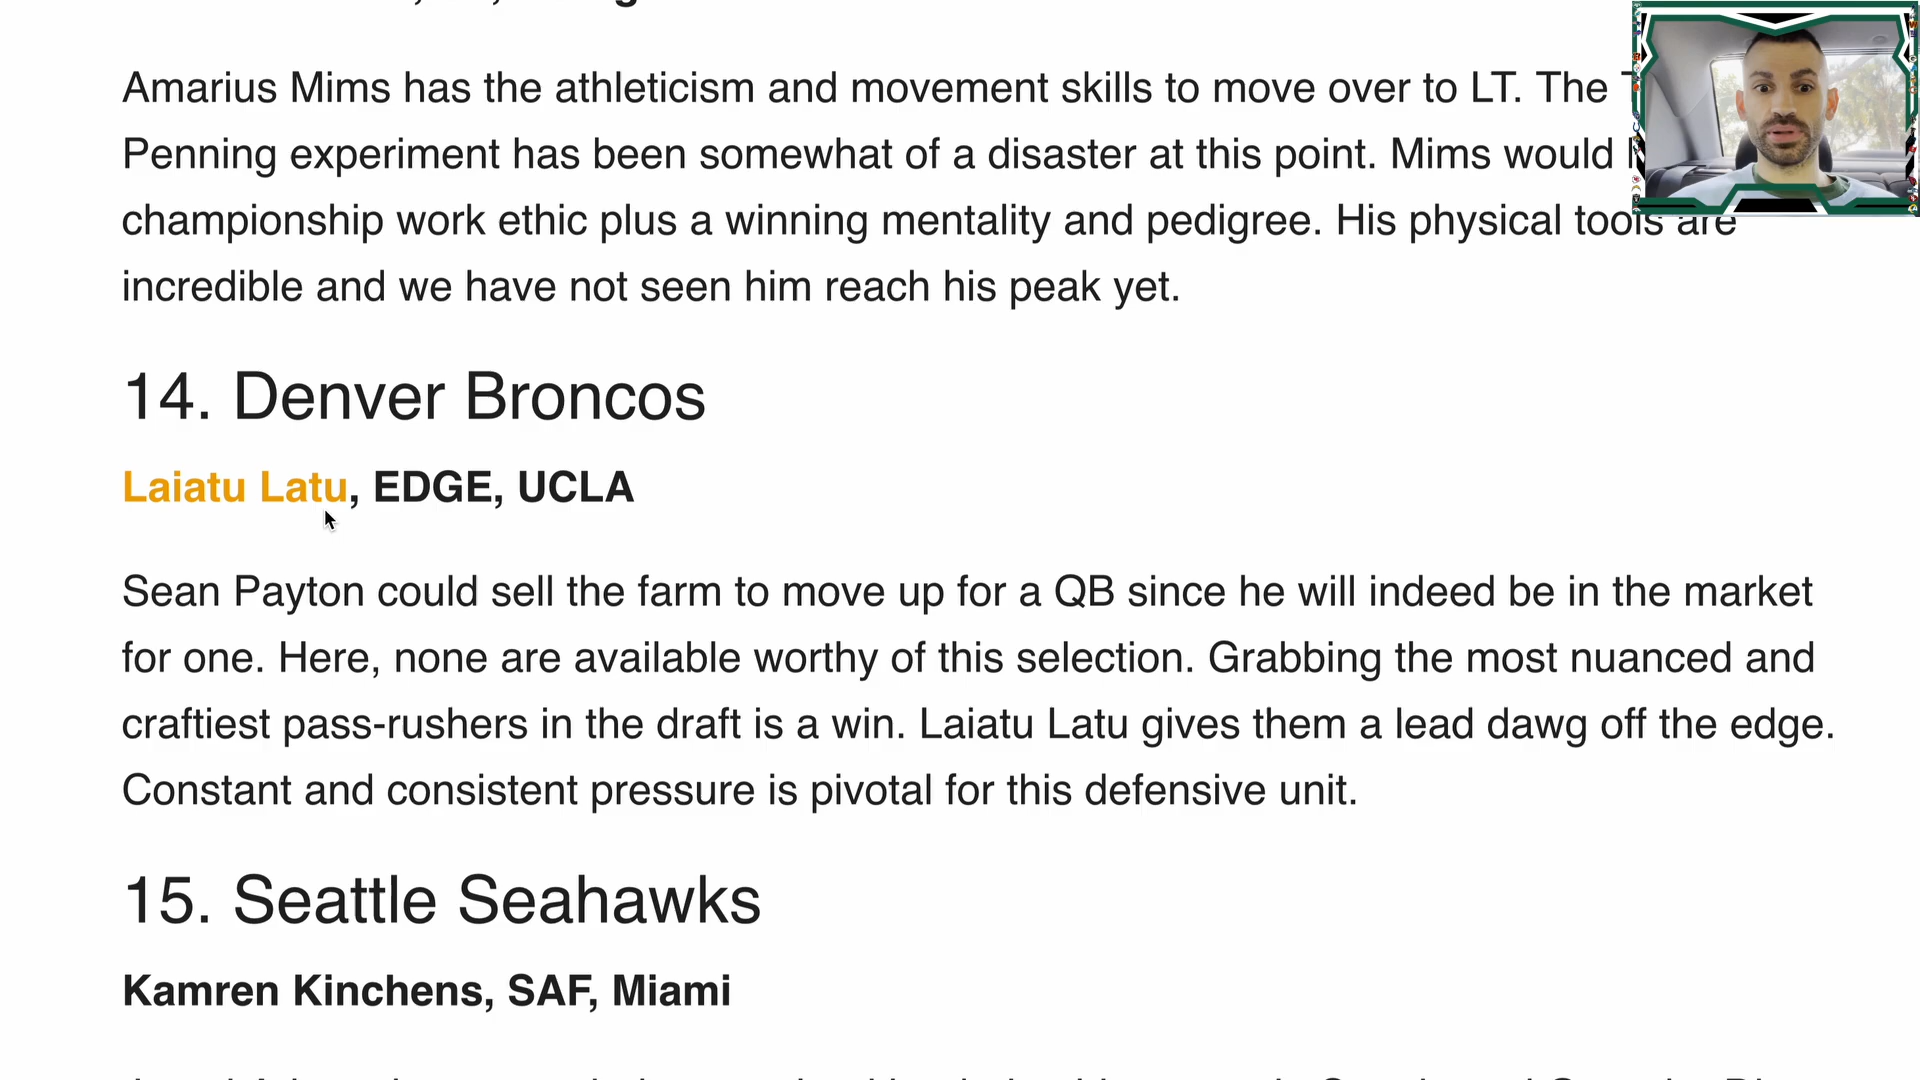 Amarius Mims has the athleticism and movement skills to move over to LT. The
Penning experiment has been somewhat of a disaster at this point. Mims would
championship work ethic plus a winning mentality and pedigree. His physical tools are
incredible and we have not seen him reach his peak yet.
14. Denver Broncos
Laiatu Latu, EDGE, UCLA
Sean Payton could sell the farm to move up for a QB since he will indeed be in the market
for one. Here, none are available worthy of this selection. Grabbing the most nuanced and
craftiest pass-rushers in the draft is a win. Laiatu Latu gives them a lead dawg off the edge.
Constant and consistent pressure is pivotal for this defensive unit.
15. Seattle Seahawks
Kamren Kinchens, SAF, Miami